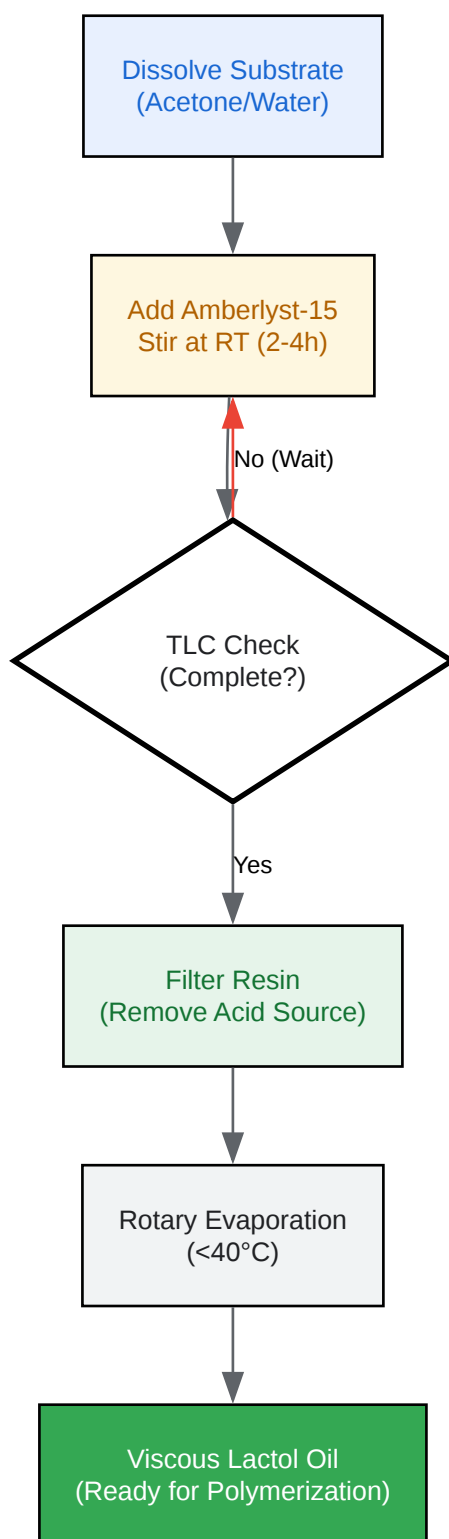 Dissolve Substrate
(Acetone/Water)
Add Amberlyst-15
Stir at RT (2-4h)
No (Wait)
TLC Check
(Complete?)
Yes
Filter Resin
(Remove Acid Source)
Rotary Evaporation
(<40°C)
Viscous Lactol Oil
(Ready for Polymerization)